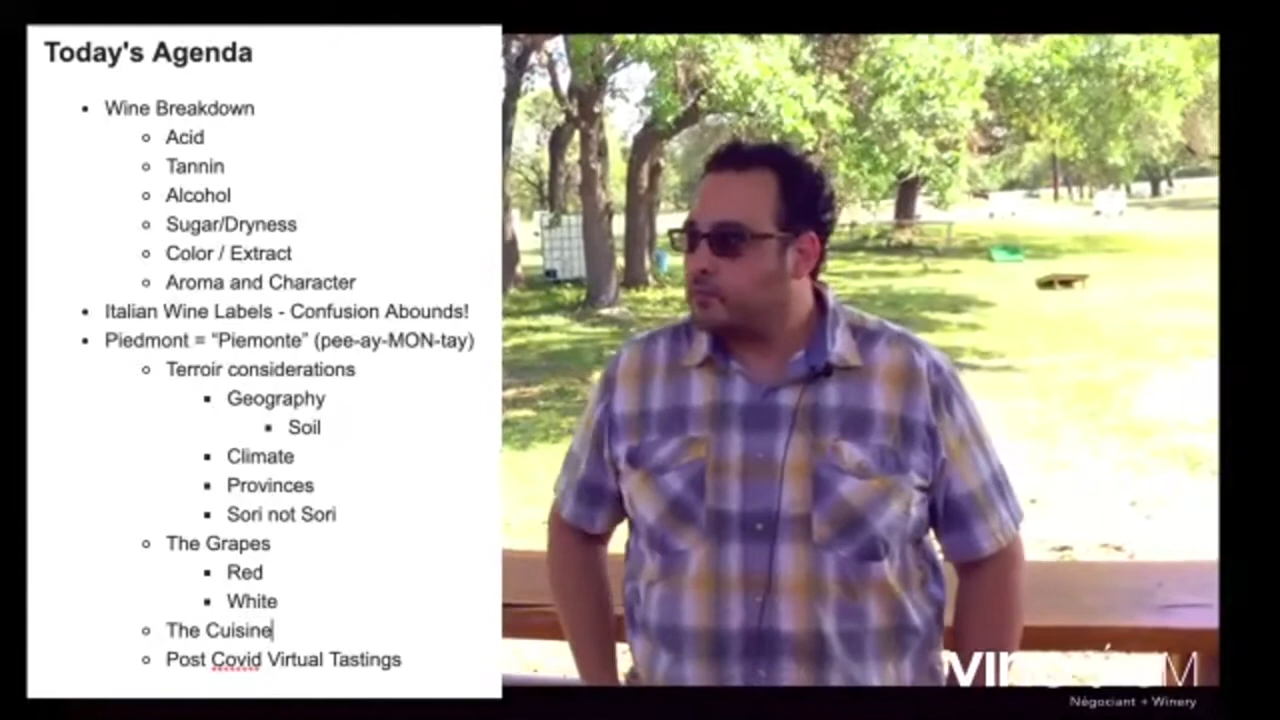 Today's Agenda
Wine Breakdown
Acid
Tannin
Alcohol
Sugar/Dryness
Color / Extract
Aroma and Character
Italian Wine Labels - Confusion Abounds!
Piedmont = “Piemonte” (pee-ay-MON-tay)
Terroir considerations
Geography
Soil
Climate
Provinces
Sori not Sori
The Grapes
Red
White
The Cuisine
Post Covid Virtual Tastings
Négociant + Winery